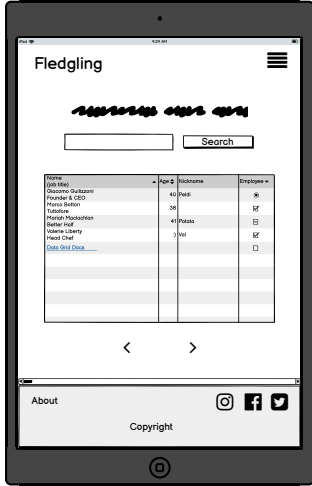 iPad
9:29 AM
Fledgling
Search
Name
(job title)
Age
Nickname
Employee
Giacomo Guilizzoni
Founder & CEO
40
Peldi
Marco Botton
Tuttofare
38
Mariah Maclachlan
Better Half
41
Patata
Valerie Liberty
Head Chef
3
Val
Data Grid Docs
About
Copyright